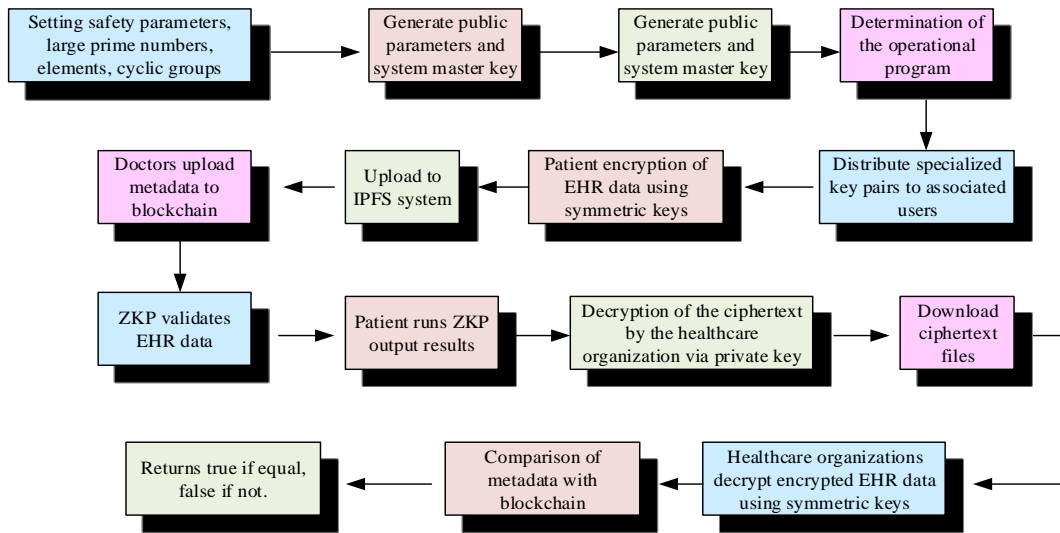 Setting safety parameters,
large prime numbers,
elements, cyclic groups
Generate public
parameters and
system master key
Generate public
parameters and
system master key
Determination of
the operational
program
Distribute specialized
key pairs to associated
users
Patient encryption of
EHR data using
symmetric keys
Upload to
IPFS system
Doctors upload
metadata to
blockchain
ZKP validates
EHR data
Patient runs ZKP
output results
Decryption of the ciphertext
by the healthcare
organization via private key
Download
ciphertext
files
Healthcare organizations
decrypt encrypted EHR data
using symmetric keys
Comparison of
metadata with
blockchain
Returns true if equal,
false if not.